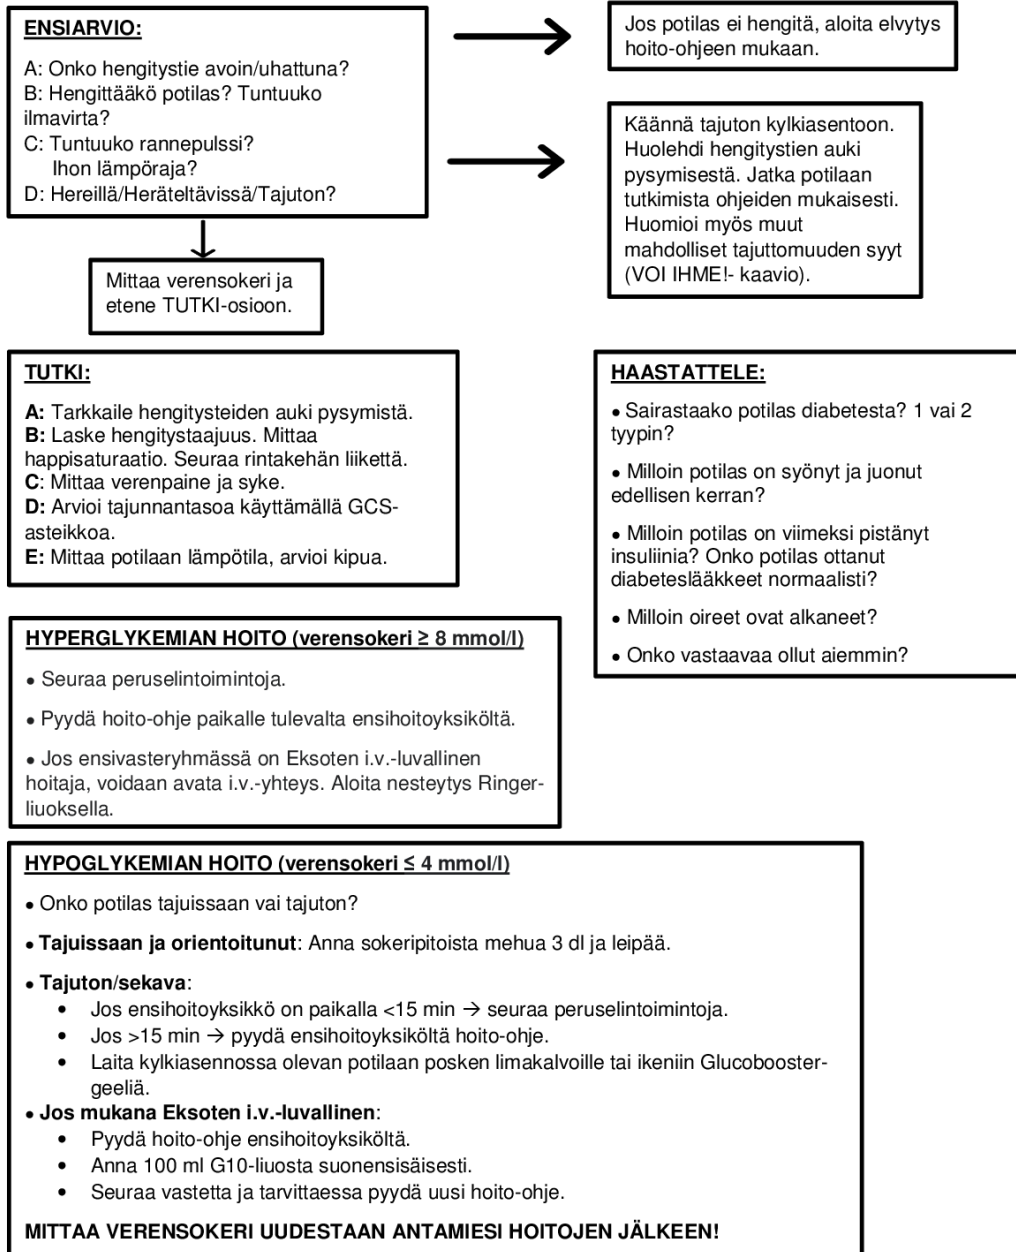 ENSIARVIO:
A: Onko hengitystie avoin/uhattuna?
B: Hengittääkö potilas? Tuntuuko
ilmavirta?
C: Tuntuuko rannepulssi?
Ihon lämpöraja?
D: Hereillä/Heräteltävissä/Tajuton?
Jos potilas ei hengitä, aloita elvytys
hoito-ohjeen mukaan.
Käännä tajuton kylkiasentoon.
Huolehdi hengitystien auki
pysymisestä. Jatka potilaan
tutkimista ohjeiden mukaisesti.
Huomioi myös muut
mahdolliset tajuttomuuden syyt
(VOI IHME!- kaavio).
Mittaa verensokeri ja
etene TUTKI-osioon.
TUTKI:
A: Tarkkaile hengitysteiden auki pysymistä.
B: Laske hengitystaajuus. Mittaa
happisaturaatio. Seuraa rintakehän liikettä.
C: Mittaa verenpaine ja syke.
D: Arvioi tajunnantasoa käyttämällä GCS-
asteikkoa.
E: Mittaa potilaan lämpötila, arvioi kipua.
HAASTATTELE:
• Sairastaako potilas diabetesta? 1 vai 2
tyypin?
• Milloin potilas on syönyt ja juonut
edellisen kerran?
• Milloin potilas on viimeksi pistänyt
insuliinia? Onko potilas ottanut
diabeteslääkkeet normaalisti?
• Milloin oireet ovat alkaneet?
• Onko vastaavaa ollut aiemmin?
HYPERGLYKEMIAN HOITO (verensokeri ≥ 8 mmol/l)
• Seuraa peruselintoimintoja.
• Pyydä hoito-ohje paikalle tulevalta ensihoitoyksiköltä.
• Jos ensivasteryhmässä on Eksoten i.v.-luvallinen
hoitaja, voidaan avata i.v.-yhteys. Aloita nesteytys Ringer-
liuoksella.
HYPOGLYKEMIAN HOITO (verensokeri ≤ 4 mmol/l)
• Onko potilas tajuissaan vai tajuton?
• Tajuissaan ja orientoitunut: Anna sokeripitoista mehua 3 dl ja leipää.
• Tajuton/sekava:
• Jos ensihoitoyksikkö on paikalla <15 min → seuraa peruselintoimintoja.
• Jos >15 min → pyydä ensihoitoyksiköltä hoito-ohje.
• Laita kylkiasennossa olevan potilaan posken limakalvoille tai ikeniin Glucobooster-
geeliä.
• Jos mukana Eksoten i.v.-luvallinen:
• Pyydä hoito-ohje ensihoitoyksiköltä.
• Anna 100 ml G10-liuosta suonensisäisesti.
• Seuraa vastetta ja tarvittaessa pyydä uusi hoito-ohje.
MITTAA VERENSOKERI UUDESTAAN ANTAMIESI HOITOJEN JÄLKEEN!